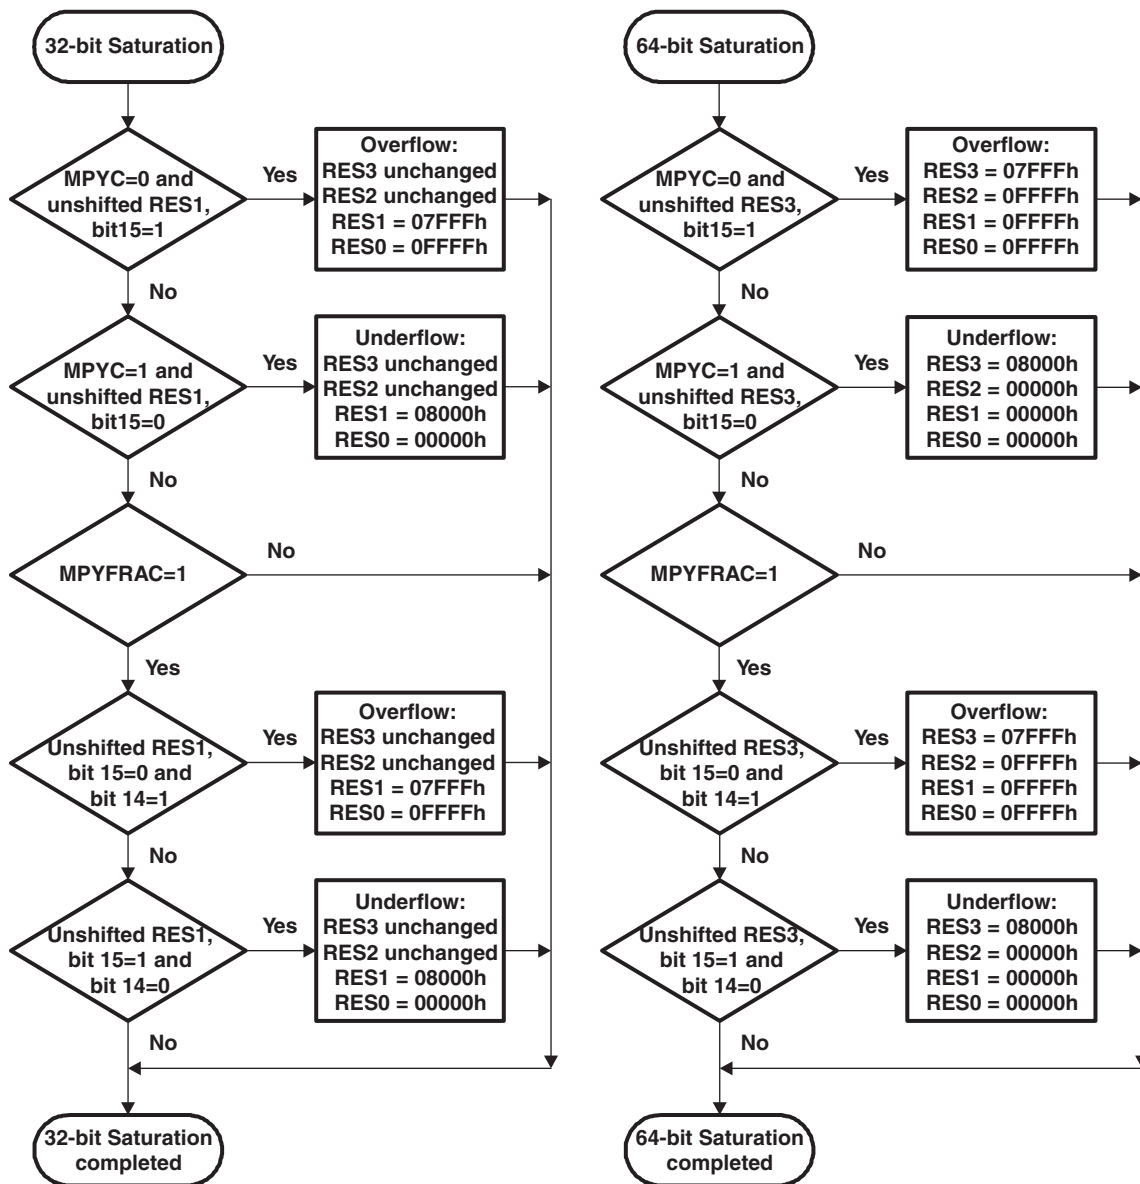 32-bit Saturation
MPYC=0 and
unshifted RES1,
bit15=1
Yes
Overflow:
RES3 unchanged
RES2 unchanged
RES1 = 07FFFh
RES0 = 0FFFFh
No
MPYC=1 and
unshifted RES1,
bit15=0
Yes
Underflow:
RES3 unchanged
RES2 unchanged
RES1 = 08000h
RES0 = 00000h
No
MPYFRAC=1
No
Yes
Unshifted RES1,
bit 15=0 and
bit 14=1
Yes
Overflow:
RES3 unchanged
RES2 unchanged
RES1 = 07FFFh
RES0 = 0FFFFh
No
Unshifted RES1,
bit 15=1 and
bit 14=0
Yes
Underflow:
RES3 unchanged
RES2 unchanged
RES1 = 08000h
RES0 = 00000h
No
32-bit Saturation
completed
64-bit Saturation
MPYC=0 and
unshifted RES3,
bit15=1
Yes
Overflow:
RES3 = 07FFFh
RES2 = 0FFFFh
RES1 = 0FFFFh
RES0 = 0FFFFh
No
MPYC=1 and
unshifted RES3,
bit15=0
Yes
Underflow:
RES3 = 08000h
RES2 = 00000h
RES1 = 00000h
RES0 = 00000h
No
MPYFRAC=1
No
Yes
Unshifted RES3,
bit 15=0 and
bit 14=1
Yes
Overflow:
RES3 = 07FFFh
RES2 = 0FFFFh
RES1 = 0FFFFh
RES0 = 0FFFFh
No
Unshifted RES3,
bit 15=1 and
bit 14=0
Yes
Underflow:
RES3 = 08000h
RES2 = 00000h
RES1 = 00000h
RES0 = 00000h
No
64-bit Saturation
completed